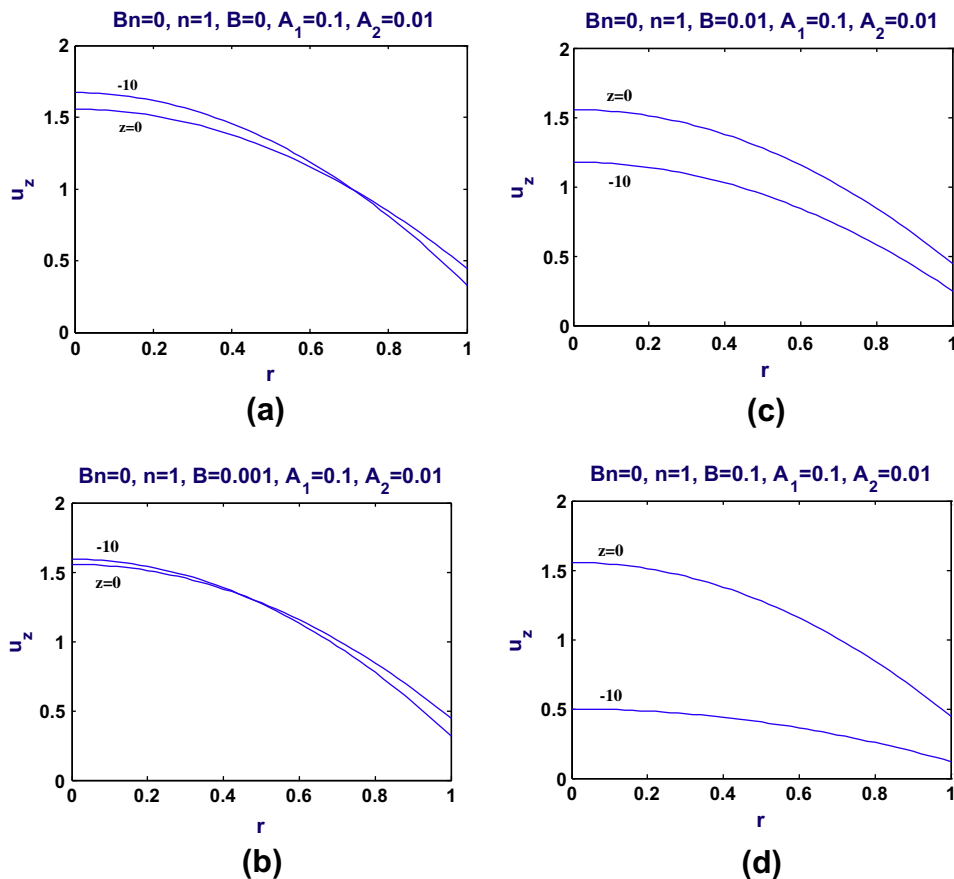 Bn=0, n=1, B=0, A₁=0.1, A₂=0.01
2
1.5
1
0.5
0
-10
z=0
u_z
0 0.2 0.4 0.6 0.8 1
r
(a)
Bn=0, n=1, B=0.01, A₁=0.1, A₂=0.01
2
1.5
1
0.5
0
z=0
-10
u_z
0 0.2 0.4 0.6 0.8 1
r
(c)
Bn=0, n=1, B=0.001, A₁=0.1, A₂=0.01
2
1.5
1
0.5
0
-10
z=0
u_z
0 0.2 0.4 0.6 0.8 1
r
(b)
Bn=0, n=1, B=0.1, A₁=0.1, A₂=0.01
2
1.5
1
0.5
0
z=0
-10
u_z
0 0.2 0.4 0.6 0.8 1
r
(d)